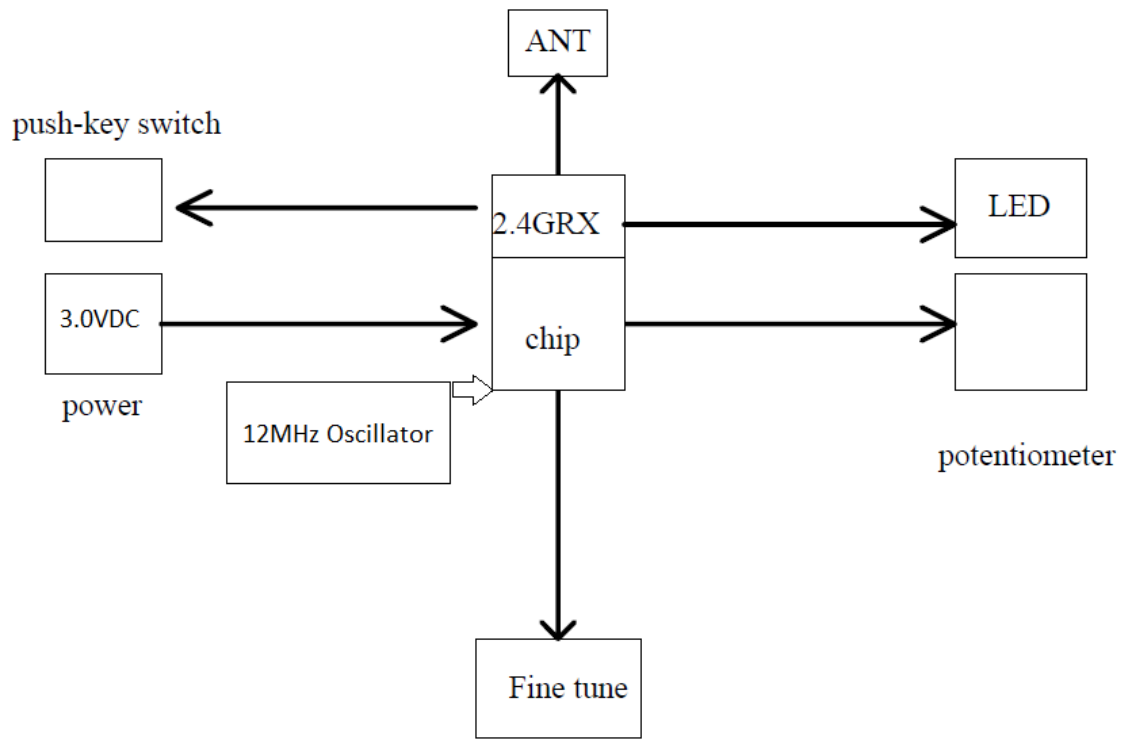 ANT
push-key switch
2.4GRX
LED
3.0VDC
chip
power
12MHz Oscillator
potentiometer
Fine tune